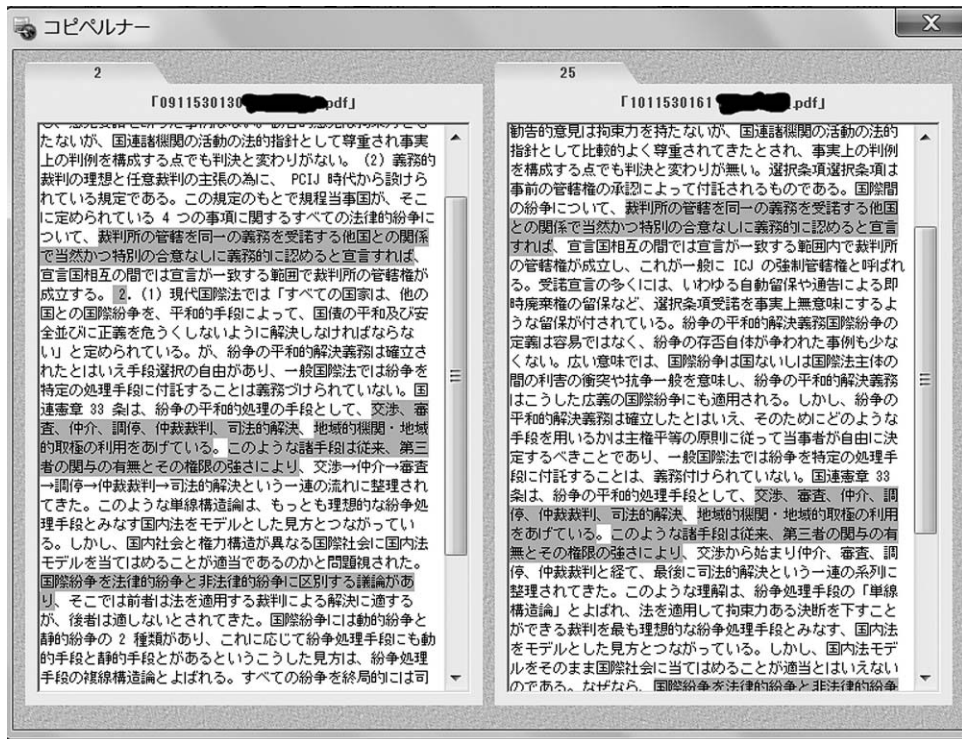 コピペルナー
X
2
「0911530130 pdf」
たないが、国連諸機関の活動の法的指針として尊重され事実
上の判例を構成する点でも判決と変わりがない。(2) 義務的
裁判の理想と任意裁判の主張の為に、 PCIJ 時代から設けら
れている規定である。この規定のもとで規程当事国が、そこ
に定められている 4 つの事項に関するすべての法律的紛争に
ついて、裁判所の管轄を同一の義務を受諾する他国との関係
で当然かつ特別の合意なしに義務的に認めると宣言すれば、
宣言国相互の間では宣言が一致する範囲で裁判所の管轄権が
成立する。 2. (1) 現代国際法では「すべての国家は、他の
国との国際紛争を、平和的手段によって、国債の平和及び安
全並びに正義を危うくしないように解決しなければならな
い」と定められている。が、紛争の平和的解決義務は確立さ
れたとはいえ手段選択の自由があり、一般国際法では紛争を
特定の処理手段に付託することは義務づけられていない。国
連憲章 33 条は、紛争の平和的処理の手段として、交渉、審
査、仲介、調停、仲裁裁判、司法的解決、地域的機関・地域
的取極の利用をあげている。このような諸手段は従来、第三
者の関与の有無とその権限の強さにより、交渉→仲介→審査
→調停→仲裁裁判→司法的解決という一連の流れに整理され
てきた。このような単線構造論は、もっとも理想的な紛争処
理手段とみなす国内法をモデルとした見方とつながってい
る。しかし、国内社会と権力構造が異なる国際社会に国内法
モデルを当てはめることが適当であるのかと問題視された。
国際紛争を法律的紛争と非法律的紛争に区別する議論があ
り、そこでは前者は法を適用する裁判による解決に適する
が、後者は適しないとされてきた。国際紛争には動的紛争と
静的紛争の 2 種類があり、これに応じて紛争処理手段にも動
的手段と静的手段とがあるというこうした見方は、紛争処理
手段の複線構造論とよばれる。すべての紛争を終局的には司
25
「1011530161 .pdf」
勧告的意見は拘束力を持たないが、国連諸機関の活動の法的
指針として比較的よく尊重されてきたとされ、事実上の判例
を構成する点でも判決と変わりが無い。選択条項選択条項は
事前の管轄権の承認によって付託されるものである。国際間
の紛争について、裁判所の管轄を同一の義務を受諾する他国
との関係で当然かつ特別の合意なしに義務的に認めると宣言
すれば、宣言国相互の間では宣言が一致する範囲内で裁判所
の管轄権が成立し、これが一般に ICJ の強制管轄権と呼ばれ
る。受諾宣言の多くには、いわゆる自動留保や通告による即
時廃棄権の留保など、選択条項受諾を事実上無意味にするよ
うな留保が付されている。紛争の平和的解決義務国際紛争の
定義は容易ではなく、紛争の存否自体が争われた事例も少な
くない。広い意味では、国際紛争は国ないしは国際法主体の
間の利害の衝突や抗争一般を意味し、紛争の平和的解決義務
はこうした広義の国際紛争にも適用される。しかし、紛争の
平和的解決義務は確立したとはいえ、そのためにどのような
手段を用いるかは主権平等の原則に従って当事者が自由に決
定するべきことであり、一般国際法では紛争を特定の処理手
段に付託することは、義務付けられていない。国連憲章 33
条は、紛争の平和的処理手段として、交渉、審査、仲介、調
停、仲裁裁判、司法的解決、地域的機関・地域的取極の利用
をあげている。このような諸手段は従来、第三者の関与の有
無とその権限の強さにより、交渉から始まり仲介、審査、調
停、仲裁裁判と経て、最後に司法的解決という一連の系列に
整理されてきた。このような理解は、紛争処理手段の「単線
構造論」とよばれ、法を適用して拘束力ある決断を下すこと
ができる裁判を最も理想的な紛争処理手段とみなす、国内法
をモデルとした見方とつながっている。しかし、国内法モデ
ルをそのまま国際社会に当てはめることが適当とはいえない
のである。なぜなら、国際紛争を法律的紛争と非法律的紛争